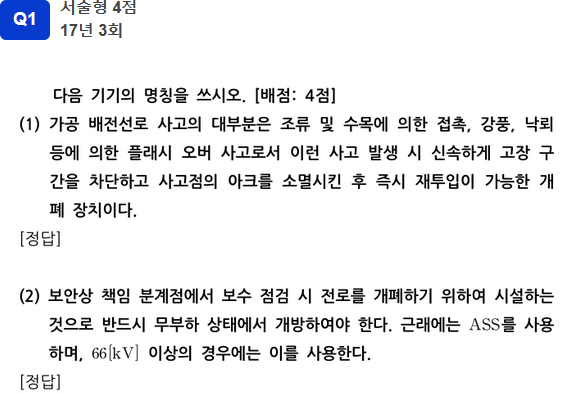 Q1
서술형 4점
17년 3회
다음 기기의 명칭을 쓰시오. [배점: 4점]
(1) 가공 배전선로 사고의 대부분은 조류 및 수목에 의한 접촉, 강풍, 낙뢰
등에 의한 플래시 오버 사고로서 이런 사고 발생 시 신속하게 고장 구
간을 차단하고 사고점의 아크를 소멸시킨 후 즉시 재투입이 가능한 개
폐 장치이다.
[정답]
(2) 보안상 책임 분계점에서 보수 점검 시 전로를 개폐하기 위하여 시설하는
것으로 반드시 무부하 상태에서 개방하여야 한다. 근래에는 ASS를 사용
하며, 66[kV] 이상의 경우에는 이를 사용한다.
[정답]